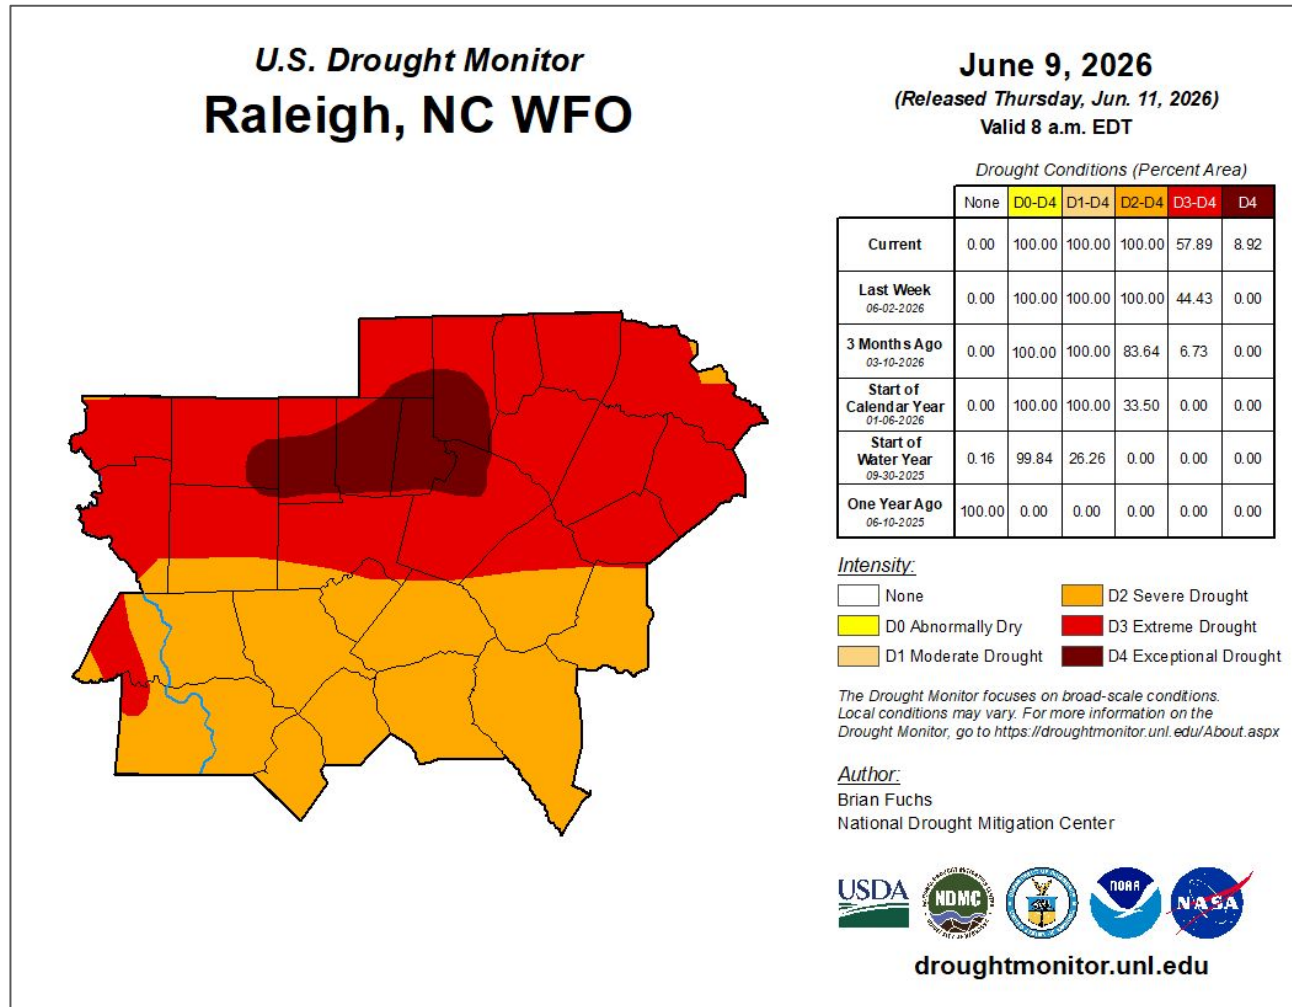 U.S. Drought Monitor
Raleigh, NC WFO
June 9, 2026
(Released Thursday, Jun. 11, 2026)
Valid 8 a.m. EDT
Drought Conditions (Percent Area)
None D0-D4 D1-D4 D2-D4 D3-D4 D4
Current 0.00 100.00 100.00 100.00 57.89 8.92
Last Week 06-02-2026 0.00 100.00 100.00 100.00 44.43 0.00
3 Months Ago 03-10-2026 0.00 100.00 100.00 83.64 6.73 0.00
Start of Calendar Year 01-06-2026 0.00 100.00 100.00 33.50 0.00 0.00
Start of Water Year 09-30-2025 0.16 99.84 26.26 0.00 0.00 0.00
One Year Ago 06-10-2025 100.00 0.00 0.00 0.00 0.00 0.00
Intensity:
None
D0 Abnormally Dry
D1 Moderate Drought
D2 Severe Drought
D3 Extreme Drought
D4 Exceptional Drought
The Drought Monitor focuses on broad-scale conditions.
Local conditions may vary. For more information on the
Drought Monitor, go to https://droughtmonitor.unl.edu/About.aspx
Author:
Brian Fuchs
National Drought Mitigation Center
USDA
NDMC
NOAA
NASA
droughtmonitor.unl.edu